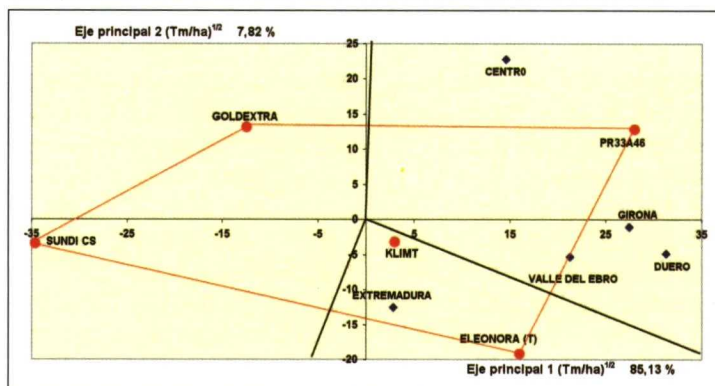 Eje principal 2 (Tm/ha)1/2 7,82 %
25
CENTR0
20
15
GOLDEXTRA
10
PR33A46
5
GIRONA
0
-35 -25 -15 -5 5 15 25 35
SUNDI CS
KLIMT
-5
VALLE DEL EBRO
DUERO
-10
EXTREMADURA
-15
ELEONORA (T)
-20
Eje principal 1 (Tm/ha)1/2 85,13 %